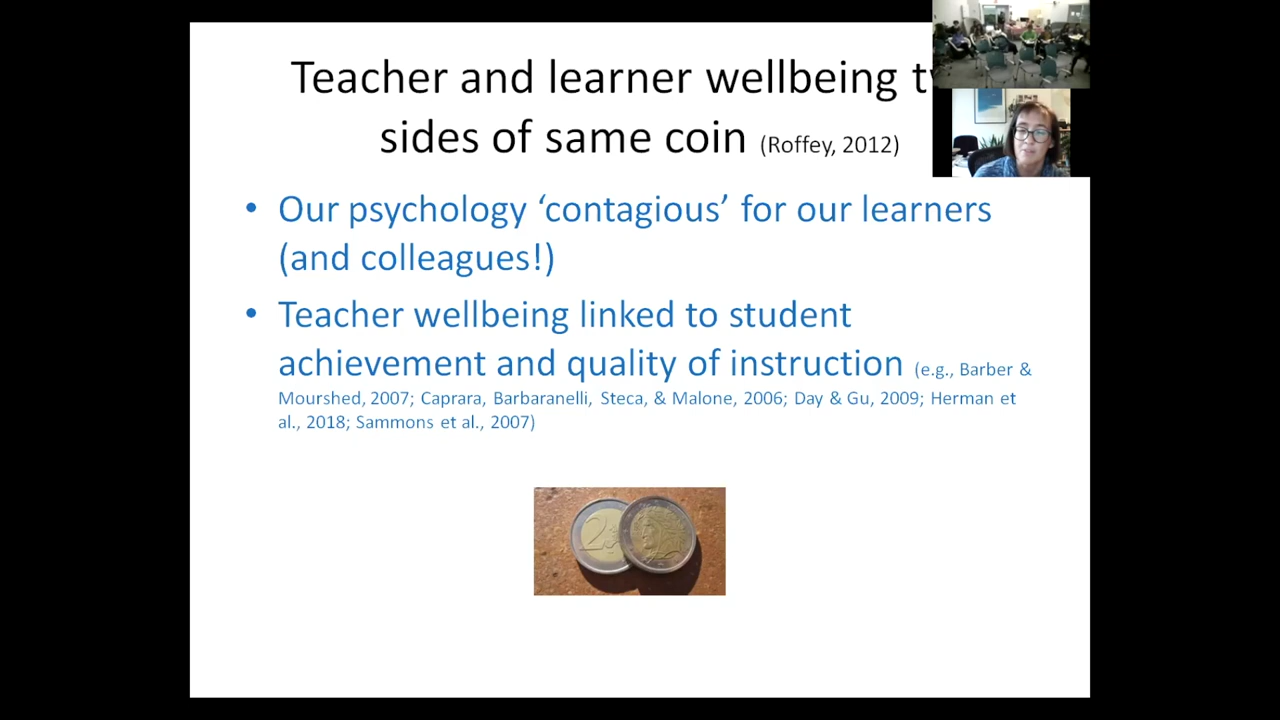 Teacher and learner wellbeing
sides of same coin (Roffey, 2012)
• Our psychology ‘contagious’ for our learners
(and colleagues!)
• Teacher wellbeing linked to student
achievement and quality of instruction (e.g., Barber &
Mourshed, 2007; Caprara, Barbaranelli, Steca, & Malone, 2006; Day & Gu, 2009; Herman et
al., 2018; Sammons et al., 2007)
2